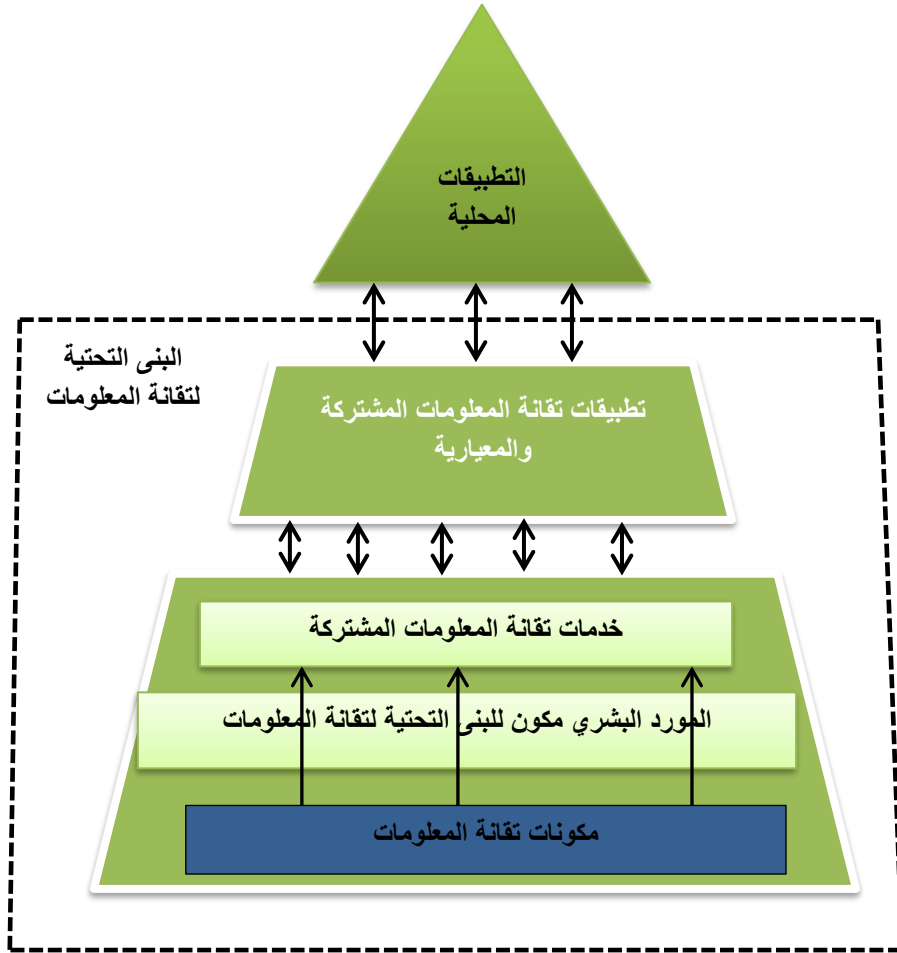 التطبيقات
المحلية
البنى التحتية
لتقانة المعلومات
تطبيقات تقانة المعلومات المشتركة
والمعيارية
خدمات تقانة المعلومات المشتركة
المورد البشري مكون للبنى التحتية لتقانة المعلومات
مكونات تقانة المعلومات